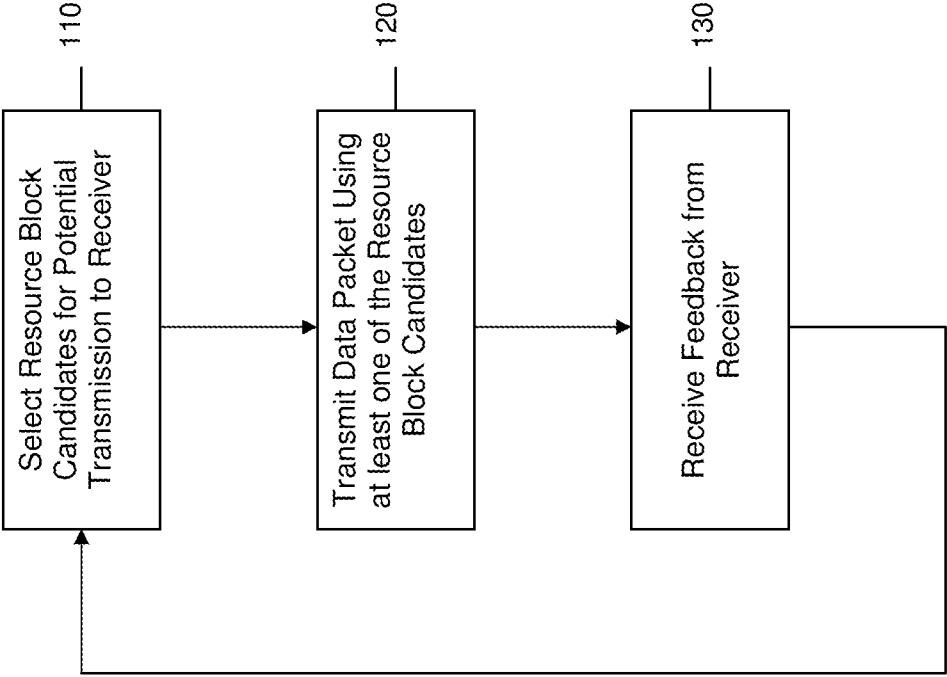 110
Select Resource Block
Candidates for Potential
Transmission to Receiver
120
Transmit Data Packet Using
at least one of the Resource
Block Candidates
130
Receive Feedback from
Receiver